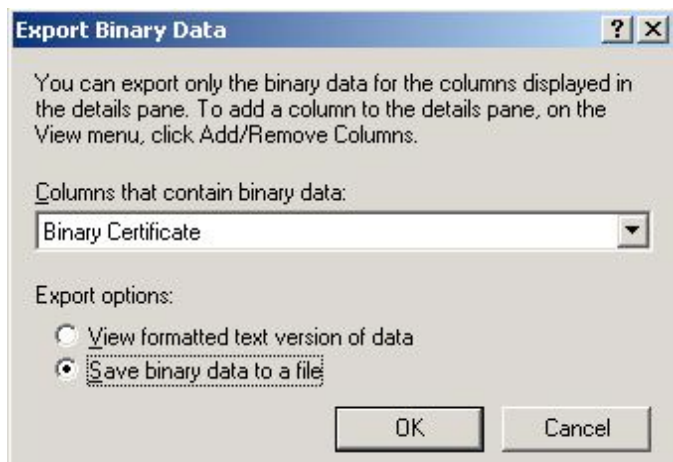 Export Binary Data
You can export only the binary data for the columns displayed in
the details pane. To add a column to the details pane, on the
View menu, click Add/Remove Columns.
Columns that contain binary data:
Binary Certificate
Export options:
View formatted text version of data
Save binary data to a file
OK Cancel